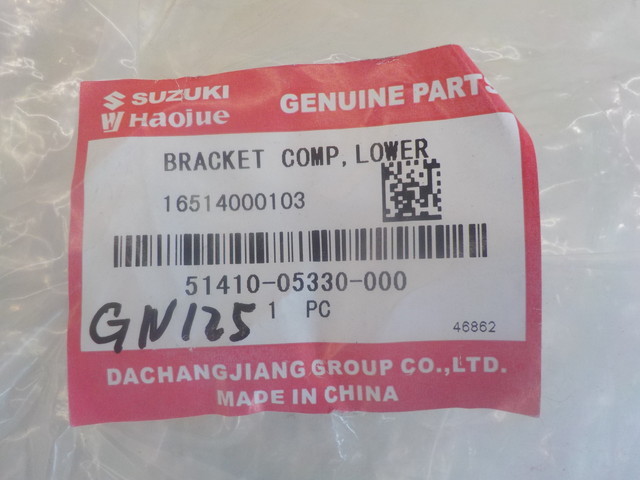 SUZUKI
Haojue
GENUINE PARTS
BRACKET COMP, LOWER
16514000103
51410-05330-000
GN125
1 PC
46862
DACHANGJIANG GROUP CO.,LTD.
MADE IN CHINA